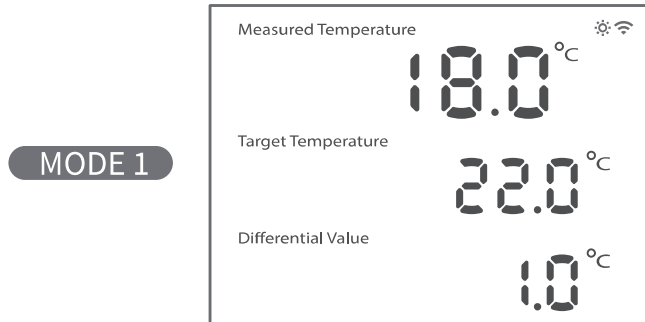 MODE 1
Measured Temperature
18.0°C
Target Temperature
22.0°C
Differential Value
1.0°C